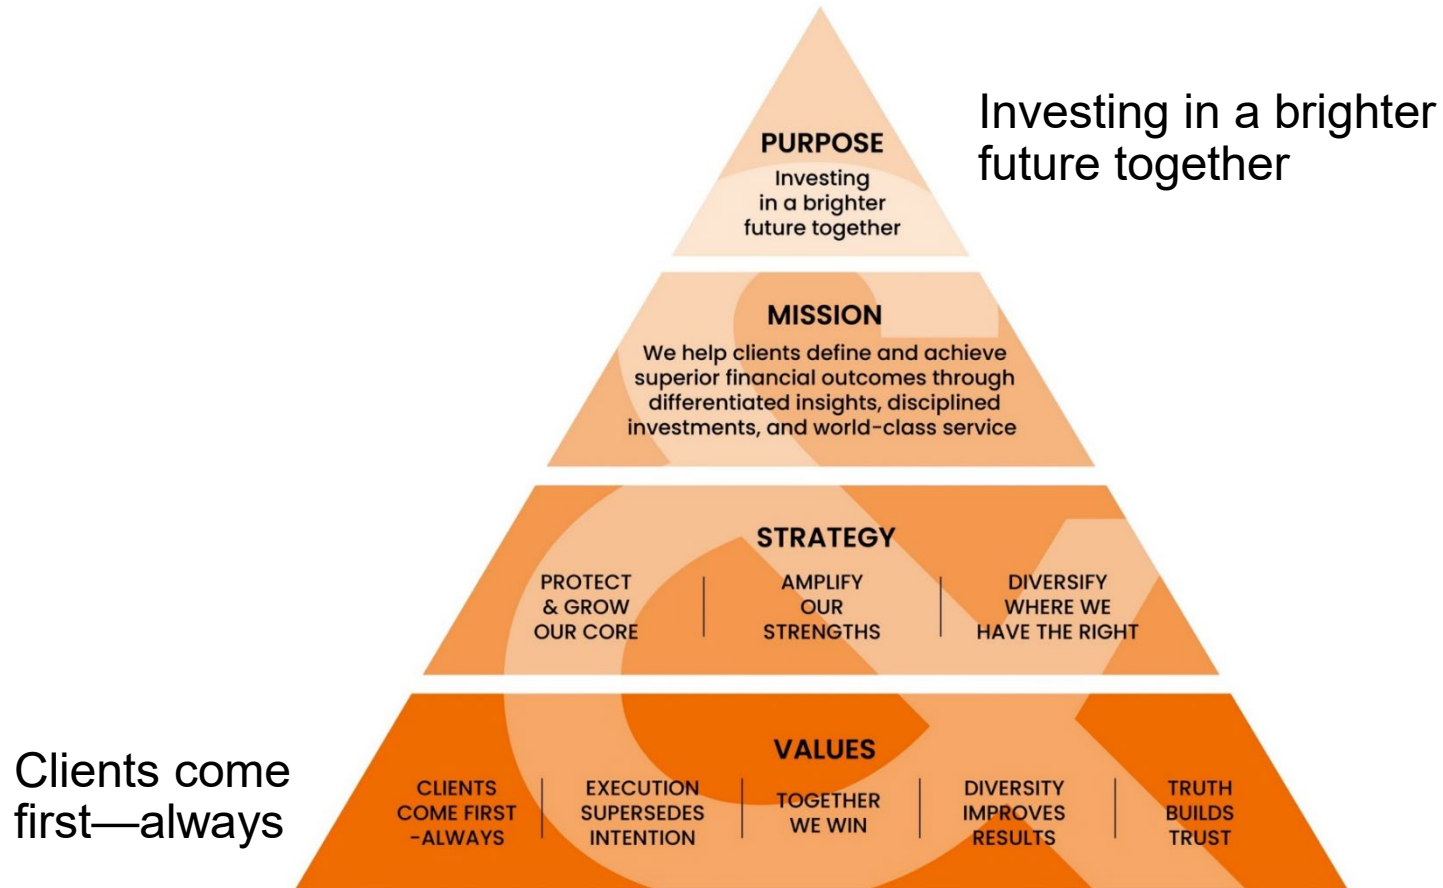 PURPOSE
Investing
in a brighter
future together
Investing in a brighter
future together
MISSION
We help clients define and achieve
superior financial outcomes through
differentiated insights, disciplined
investments, and world-class service
STRATEGY
PROTECT
& GROW
OUR CORE
AMPLIFY
OUR
STRENGTHS
DIVERSIFY
WHERE WE
HAVE THE RIGHT
Clients come
first—always
VALUES
CLIENTS
COME FIRST
-ALWAYS
EXECUTION
SUPERSEDES
INTENTION
TOGETHER
WE WIN
DIVERSITY
IMPROVES
RESULTS
TRUTH
BUILDS
TRUST